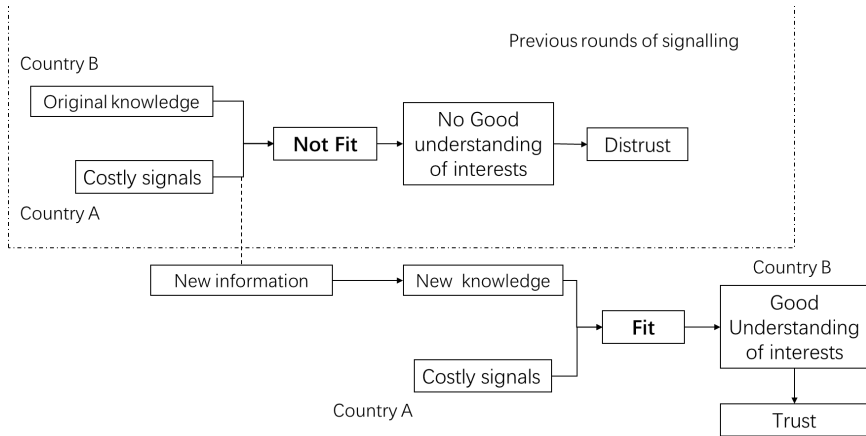 Previous rounds of signalling
Country B
Original knowledge
Not Fit
No Good
understanding
of interests
Distrust
Costly signals
Country A
New information
New knowledge
Country B
Fit
Good
Understanding
of interests
Costly signals
Country A
Trust